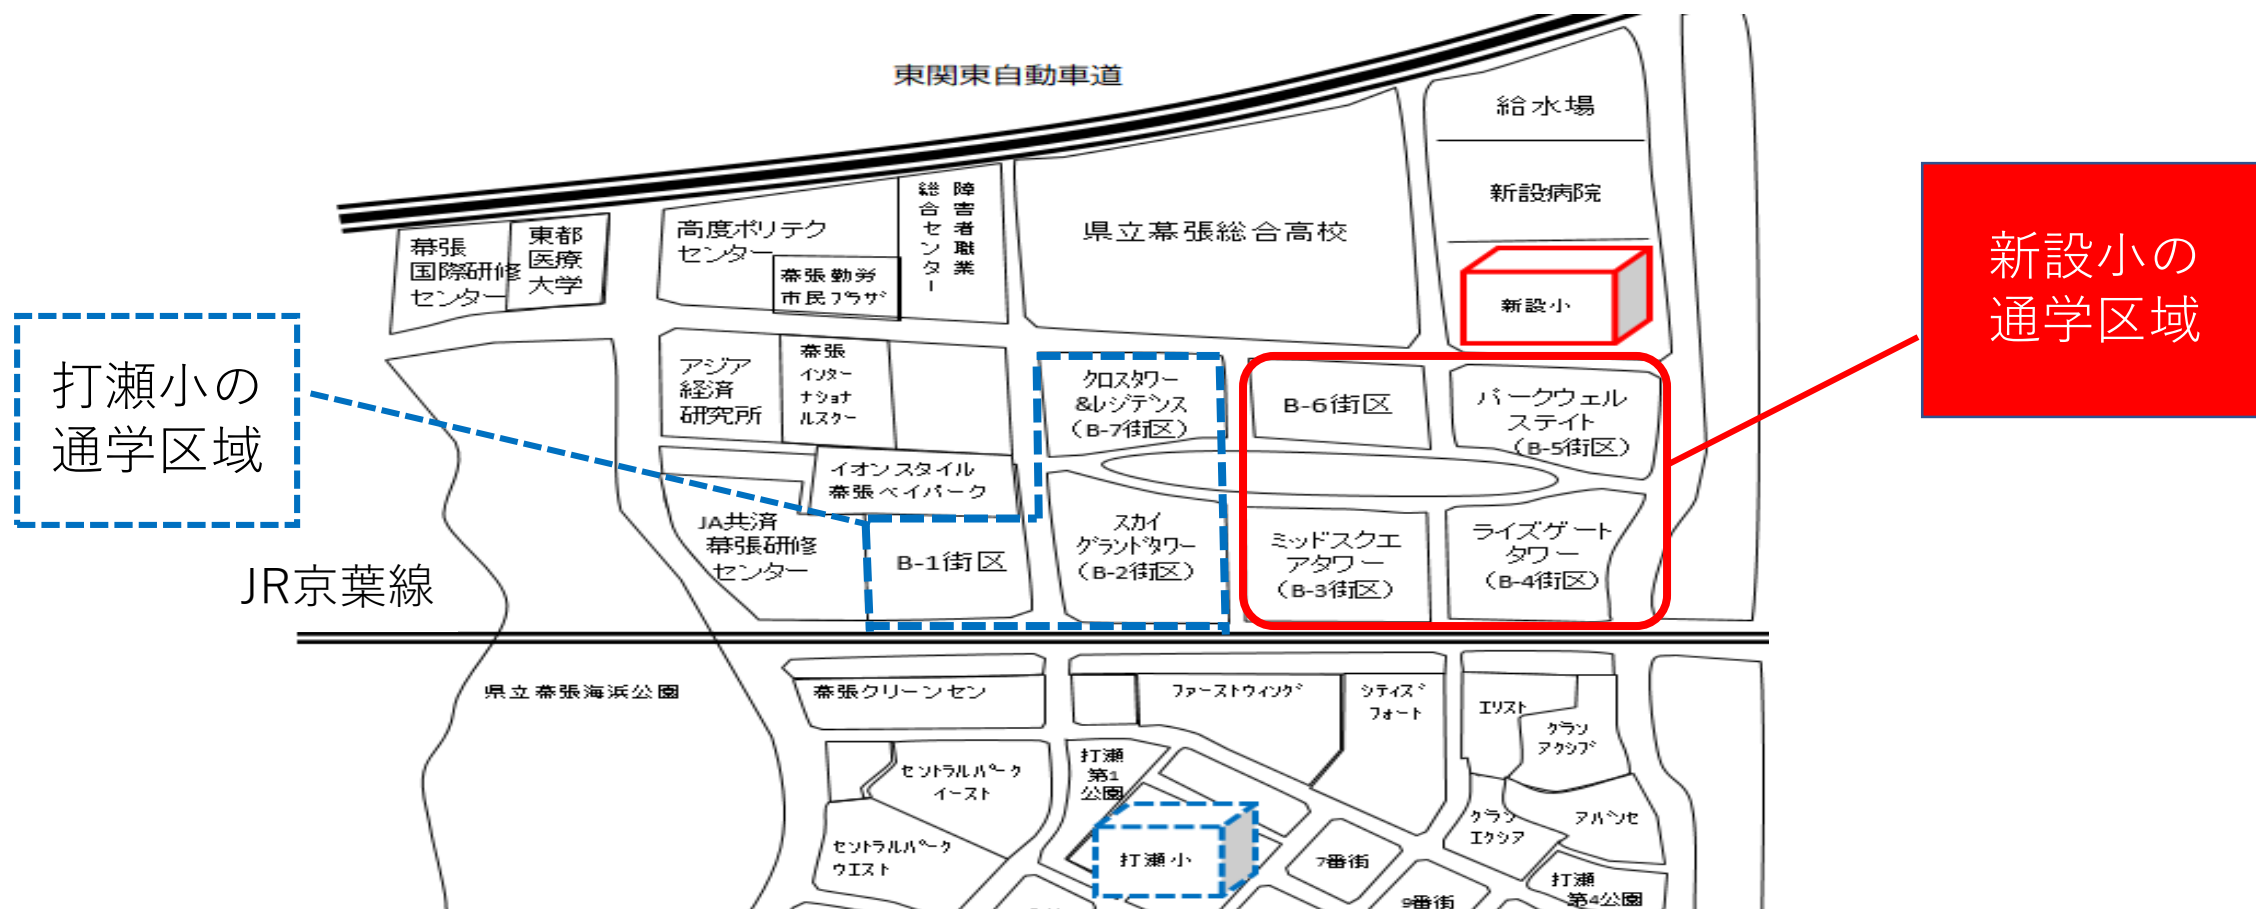 東関東自動車道
給水場
新設病院
新設小
県立幕張総合高校
障害者職業
総合センター
高度ポリテク
センター
幕張勤労
市民プラザ
東都
医療
大学
幕張
国際研修
センター
新設小の
通学区域
打瀬小の
通学区域
アジア
経済
研究所
幕張
インター
ナショナ
ルスクー
クロスタワー
&レジデンス
(B-7街区)
B-6街区
パークウェル
ステイト
(B-5街区)
イオンスタイル
幕張ベイパーク
JA共済
幕張研修
センター
B-1街区
スカイ
グランドタワー
(B-2街区)
ミッドスクエ
アタワー
(B-3街区)
ライズゲート
タワー
(B-4街区)
JR京葉線
県立幕張海浜公園
幕張クリーンセン
ファーストウィング
シティズ
フォート
エリスト
グラン
アクシブ
セントラルパーク
イースト
打瀬
第1
公園
セントラルパーク
ウエスト
打瀬小
7番街
グラン
エクシア
アバンセ
9番街
打瀬
第4公園